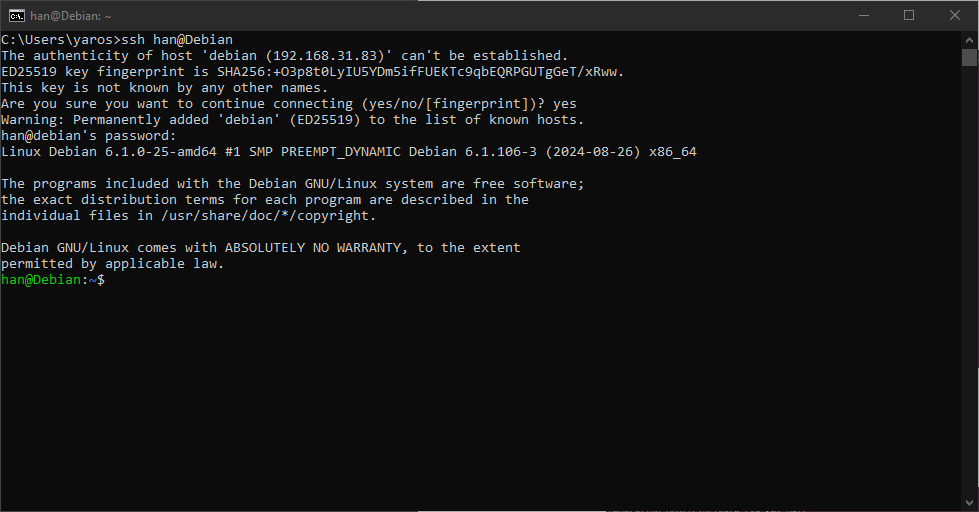 han@Debian: ~
C:\Users\yaros>ssh han@Debian
The authenticity of host 'debian (192.168.31.83)' can't be established.
ED25519 key fingerprint is SHA256:+O3p8t0LyIU5YDm5ifFUEKTc9qbEQRPGUTgGeT/xRww.
This key is not known by any other names.
Are you sure you want to continue connecting (yes/no/[fingerprint])? yes
Warning: Permanently added 'debian' (ED25519) to the list of known hosts.
han@debian's password:
Linux Debian 6.1.0-25-amd64 #1 SMP PREEMPT_DYNAMIC Debian 6.1.106-3 (2024-08-26) x86_64
The programs included with the Debian GNU/Linux system are free software;
the exact distribution terms for each program are described in the
individual files in /usr/share/doc/*/copyright.
Debian GNU/Linux comes with ABSOLUTELY NO WARRANTY, to the extent
permitted by applicable law.
han@Debian:~$